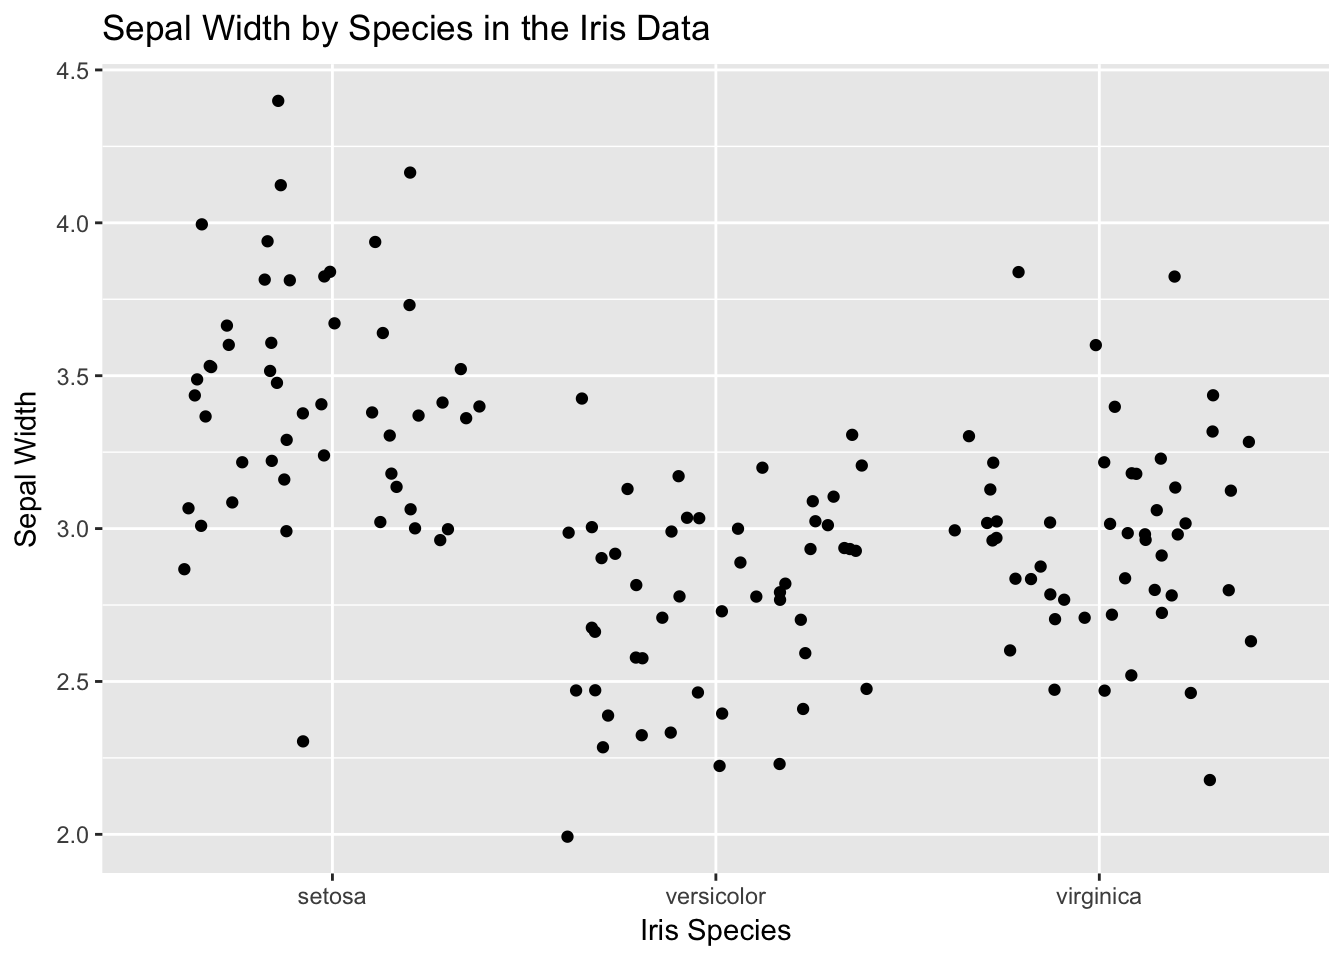 Sepal Width by Species in the Iris Data
4.5
4.0
3.5
3.0
2.5
2.0
Sepal Width
setosa versicolor virginica
Iris Species